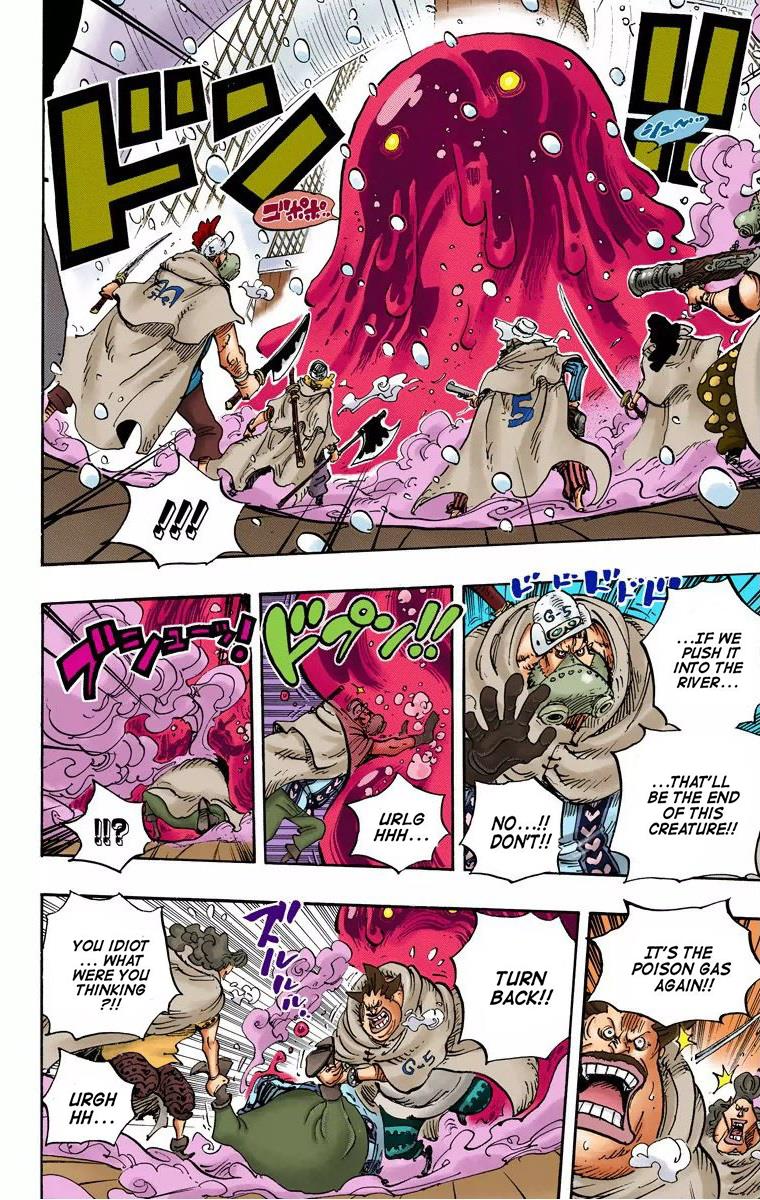 ドン!!
シュ〜‥
ゴポポポ
5
!!!
ドドドドド
G-5
...IF WE
PUSH IT
INTO THE
RIVER...
...THAT'LL
BE THE END
OF THIS
CREATURE!!
NO...!!
DON'T!!
ドプン!!
URLG
HHH...
ブシューッ!
!!?
IT'S THE
POISON GAS
AGAIN!!
TURN
BACK!!
G-5
ズルルルル
YOU IDIOT
... WHAT
WERE YOU
THINKING
?!!
URGH
HH...